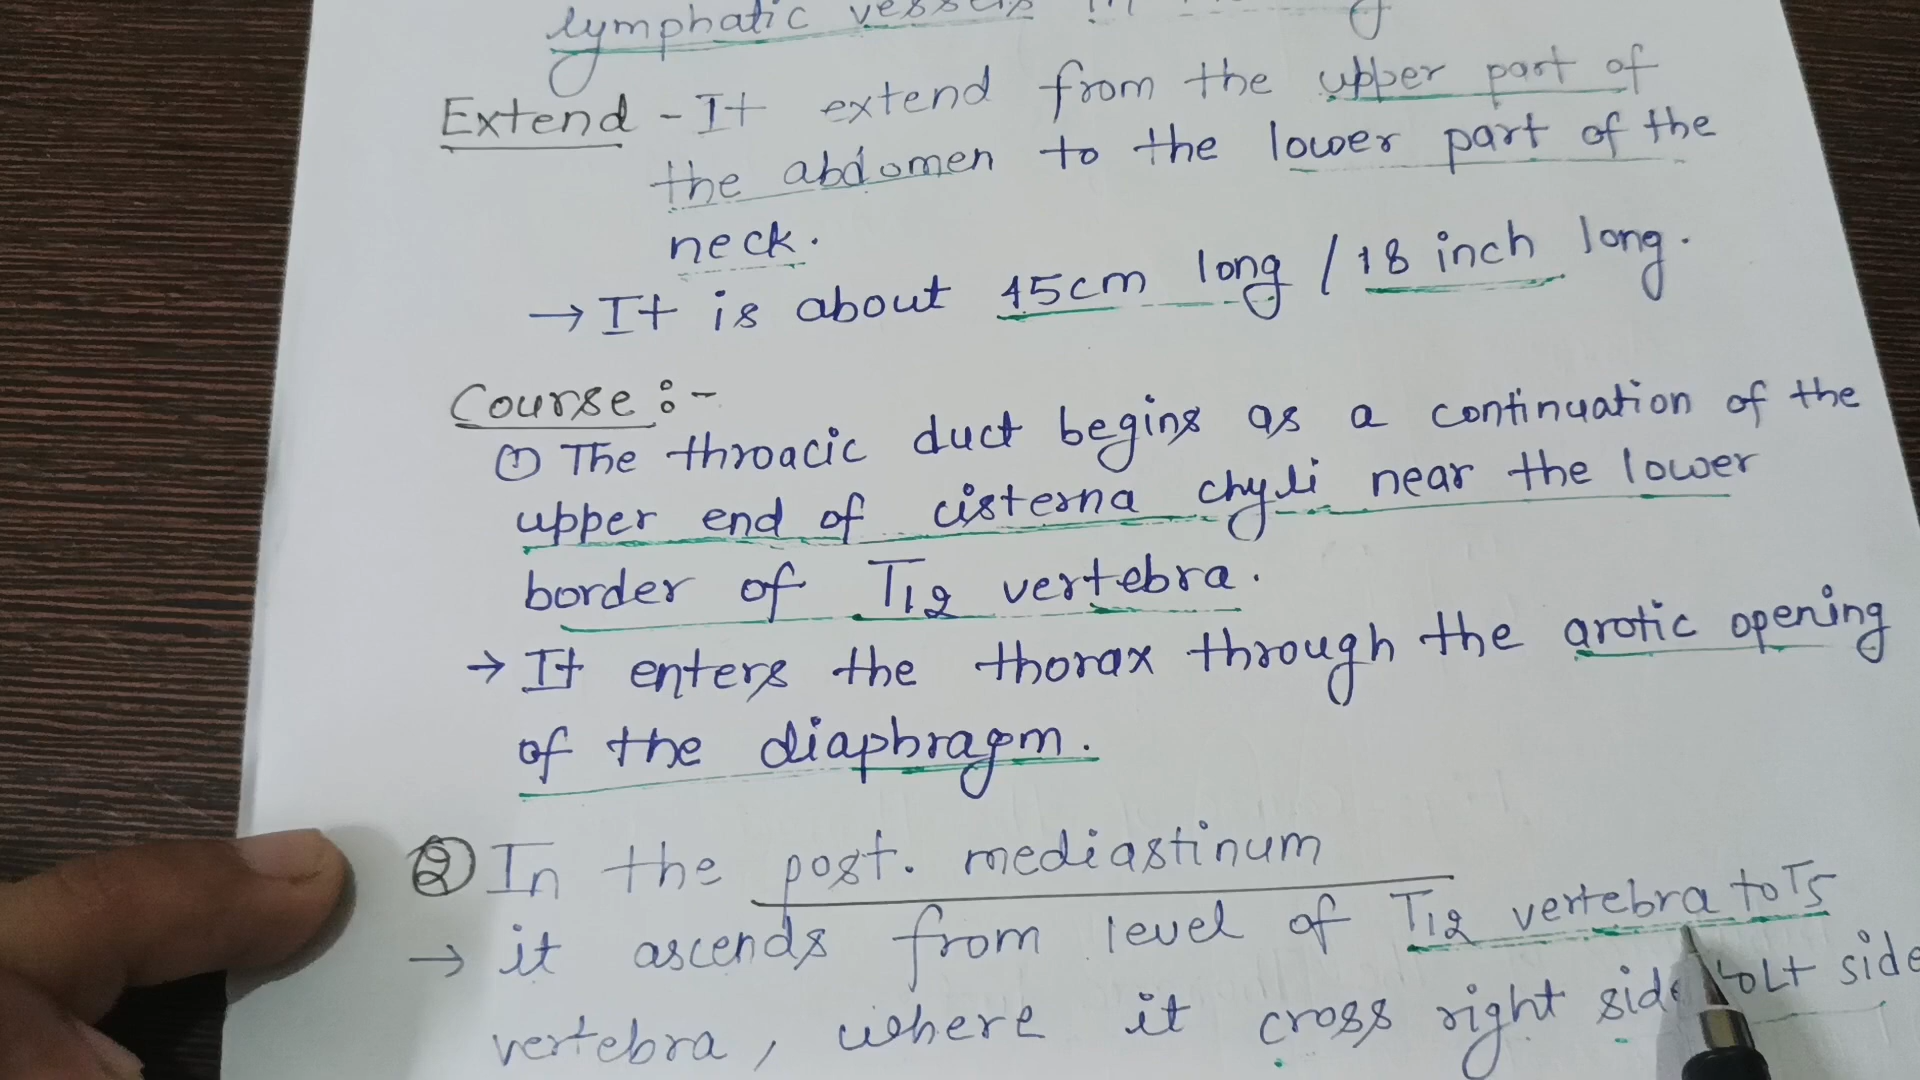 lymphatic vessels in
Extend - It extend from the upper part of
the abdomen to the lower part of the
neck.
→ It is about 45cm long / 18 inch long.
Course :-
① The throacic duct begins as a continuation of the
upper end of cisterna chyli near the lower
border of T12 vertebra.
→ It enters the thorax through the arotic opening
of the diaphragm.
② In the post. mediastinum
→ it ascends from level of T12 vertebra to T5
vertebra, where it cross right side to Lt side